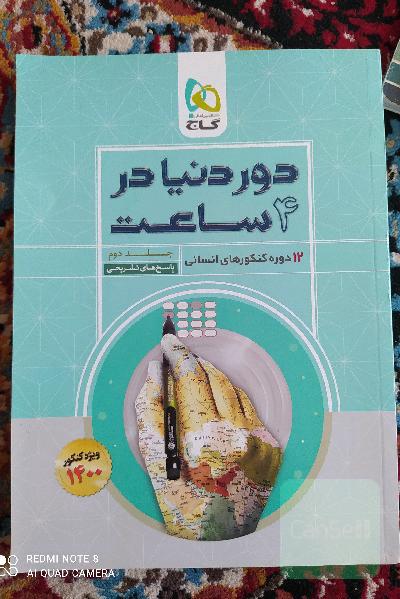 گاج
دور دنیا در
۴ ساعت
۱۲ دوره کنکورهای انسانی
جلد دوم
پاسخ‌های تشریحی
ویژه کنکور
۱۴۰۰
REDMI NOTE 8
AI QUAD CAMERA